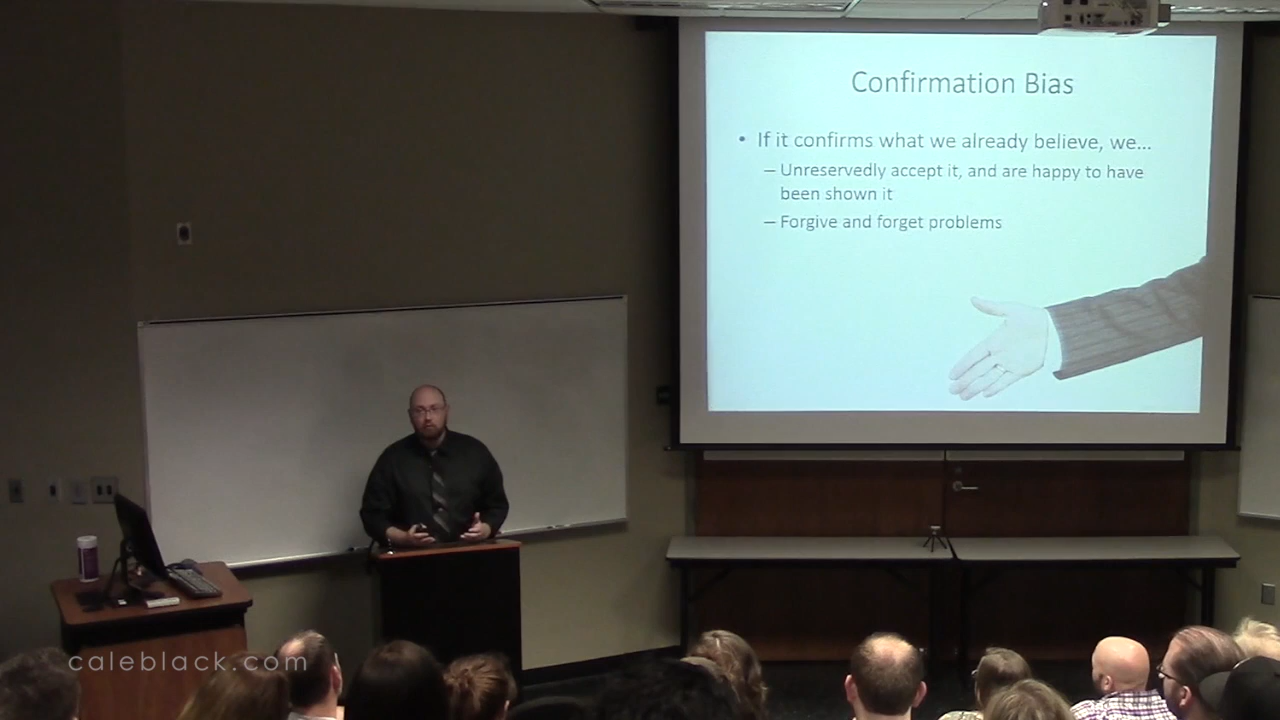 Confirmation Bias
• If it confirms what we already believe, we…
– Unreservedly accept it, and are happy to have
been shown it
– Forgive and forget problems
caleblack.com